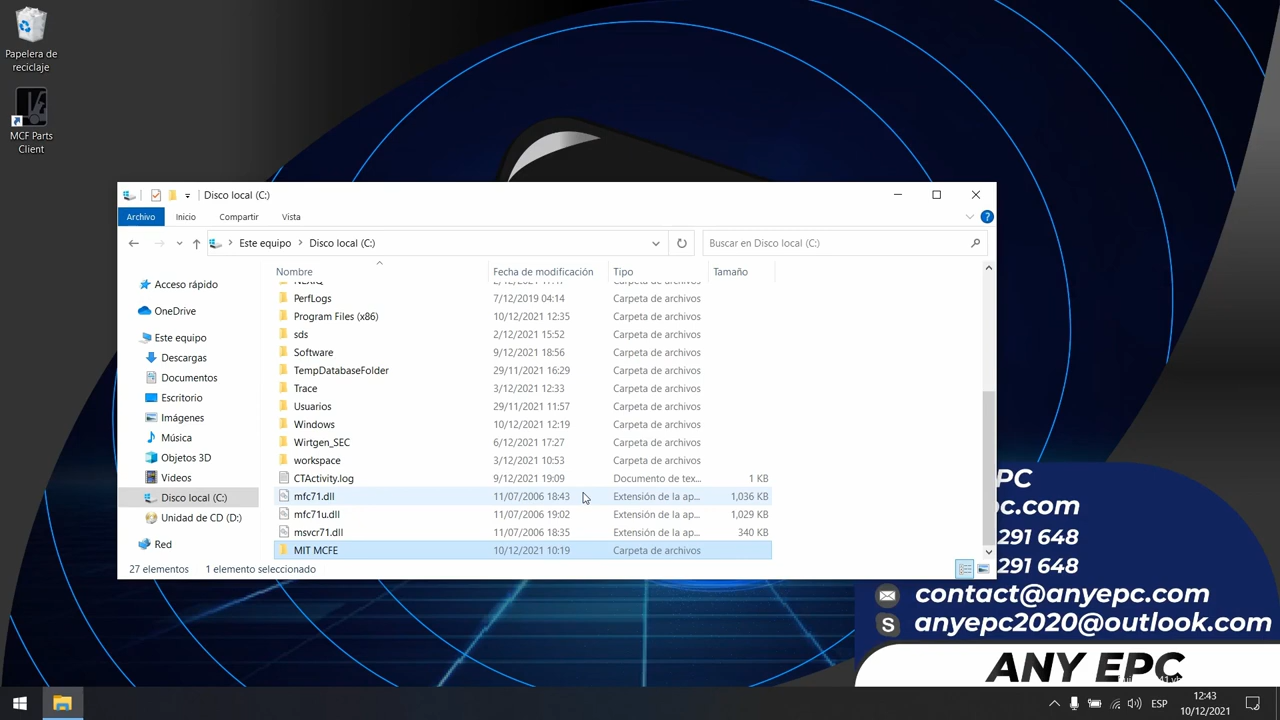 Papelera de
reciclaje
MCF Parts
Client
Disco local (C:)
Archivo Inicio Compartir Vista
Este equipo Disco local (C:) Buscar en Disco local (C:)
Nombre Fecha de modificación Tipo Tamaño
Acceso rápido
OneDrive
Este equipo
Descargas
Documentos
Escritorio
Imágenes
Música
Objetos 3D
Videos
Disco local (C:)
Unidad de CD (D:)
Red
PerfLogs 7/12/2019 04:14 Carpeta de archivos
Program Files (x86) 10/12/2021 12:35 Carpeta de archivos
sds 2/12/2021 15:52 Carpeta de archivos
Software 9/12/2021 18:56 Carpeta de archivos
TempDatabaseFolder 29/11/2021 16:29 Carpeta de archivos
Trace 3/12/2021 12:33 Carpeta de archivos
Usuarios 29/11/2021 11:57 Carpeta de archivos
Windows 10/12/2021 12:19 Carpeta de archivos
Wirtgen_SEC 6/12/2021 17:27 Carpeta de archivos
workspace 3/12/2021 10:53 Carpeta de archivos
CTActivity.log 9/12/2021 19:09 Documento de tex... 1 KB
mfc71.dll 11/07/2006 18:43 Extensión de la ap... 1,036 KB
mfc71u.dll 11/07/2006 19:02 Extensión de la ap... 1,029 KB
msvcr71.dll 11/07/2006 18:35 Extensión de la ap... 340 KB
MIT MCFE 10/12/2021 10:19 Carpeta de archivos
27 elementos 1 elemento seleccionado
PC
pc.com
291 648
291 648
contact@anyepc.com
anyepc2020@outlook.com
ANY EPC
ESP
12:43
10/12/2021